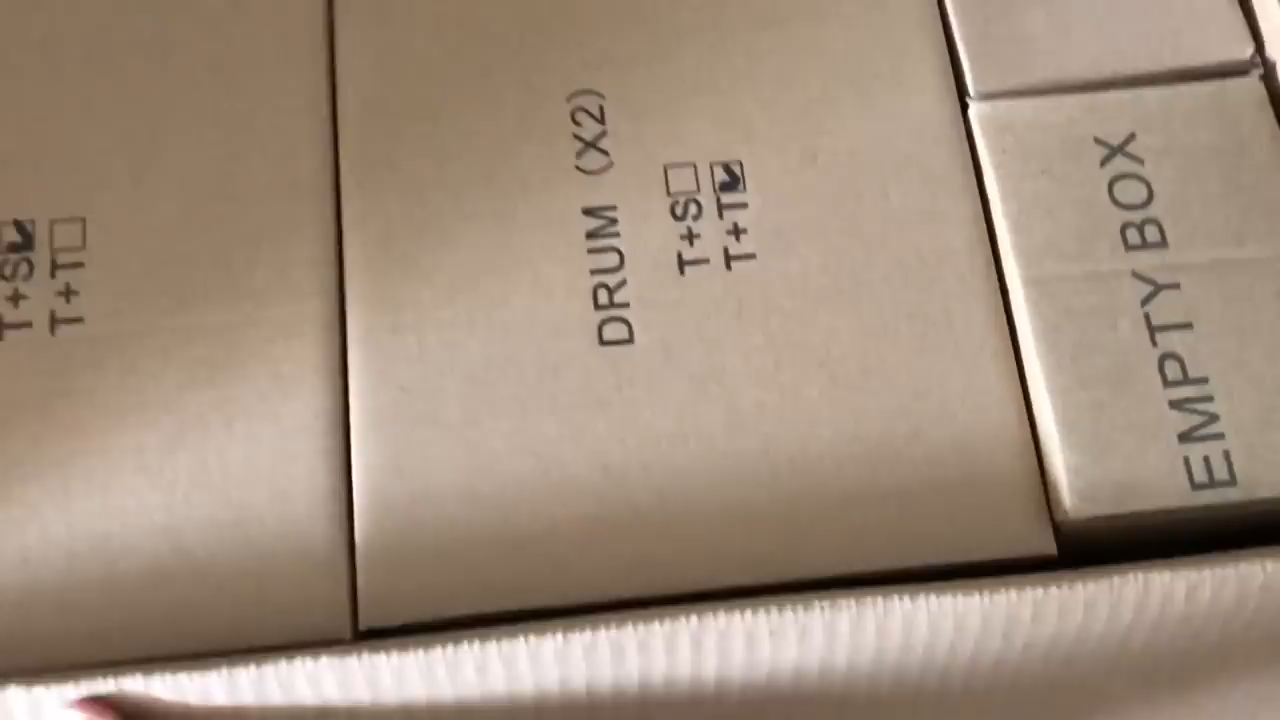 T+S☑
T+T☐
DRUM (X2)
T+S☐
T+T☑
EMPTY BOX